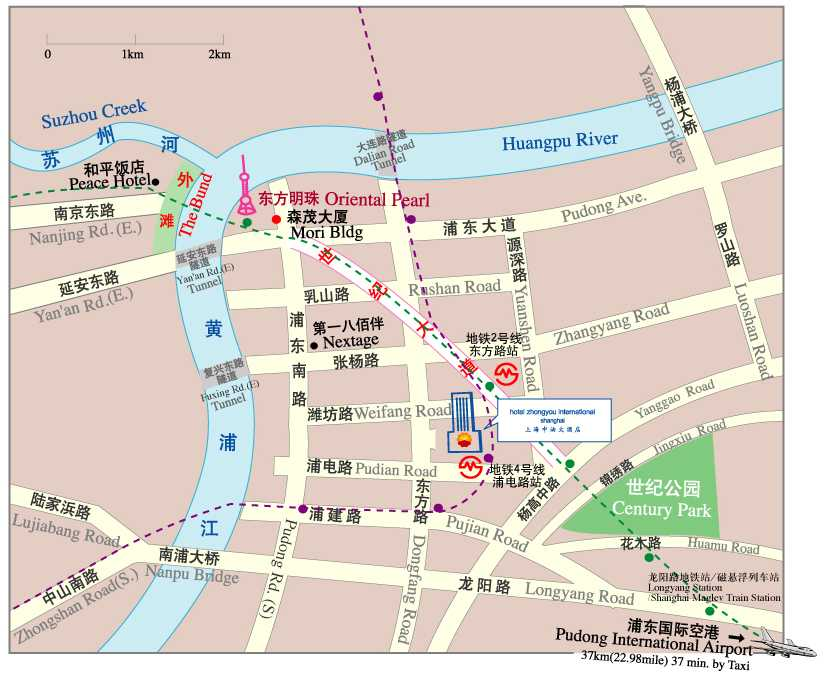 0
1km
2km
Suzhou Creek
苏州河
Huangpu River
杨浦大桥
Yangpu Bridge
大连路隧道
Dalian Road
Tunnel
和平饭店
Peace Hotel
外滩
The Bund
东方明珠 Oriental Pearl
森茂大厦
Mori Bldg
南京东路
Nanjing Rd.(E.)
浦东大道
Pudong Ave.
延安东路
隧道
Yan'an Rd.(E)
Tunnel
延安东路
Yan'an Rd.(E.)
世纪大道
源深路
Yuanshen Road
罗山路
Luoshan Road
乳山路
Rushan Road
黄浦江
浦东南路
第一八佰伴
Nextage
地铁2号线
东方路站
张杨路
Zhangyang Road
复兴东路
隧道
Fuxing Rd.(E)
Tunnel
潍坊路
Weifang Road
hotel zhongyou international
shanghai
上海中油大酒店
Yanggao Road
Jingxiu Road
锦绣路
浦电路
Pudian Road
地铁4号线
浦电路站
杨高中路
世纪公园
Century Park
陆家浜路
Lujiabang Road
浦建路
Pujian Road
东方路
Dongfang Road
Pudong Rd.(S)
花木路
Huamu Road
南浦大桥
Nanpu Bridge
中山南路
Zhongshan Road(S.)
龙阳路
Longyang Road
龙阳路地铁站/磁悬浮列车站
Longyang Station
/Shanghai Maglev Train Station
浦东国际空港
Pudong International Airport
37km(22.98mile) 37 min. by Taxi